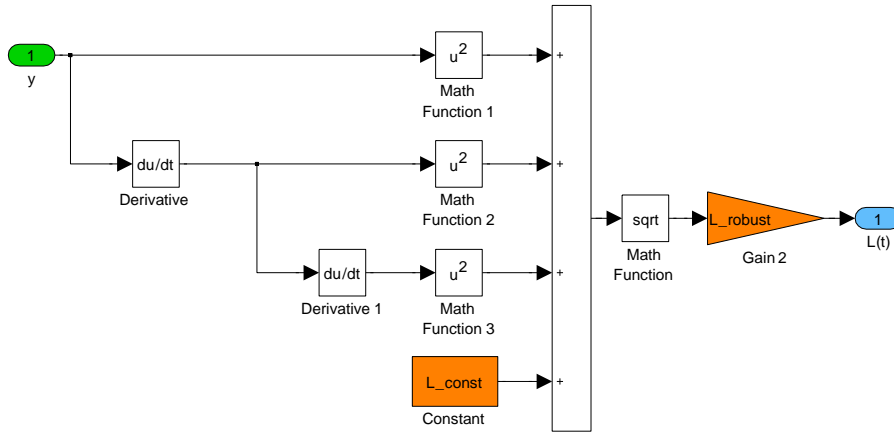 1
y
u²
Math
Function 1
+
du/dt
Derivative
u²
Math
Function 2
+
sqrt
Math
Function
L_robust
Gain 2
1
L(t)
du/dt
Derivative 1
u²
Math
Function 3
+
L_const
Constant
+